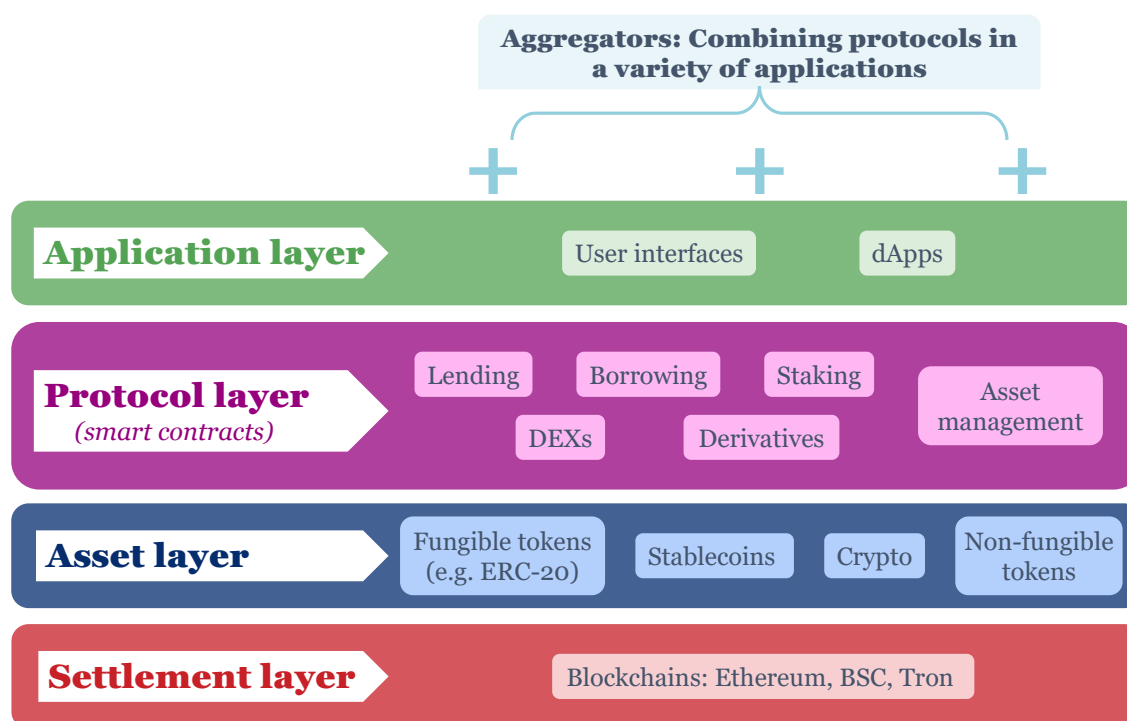 Aggregators: Combining protocols in
a variety of applications
Application layer
User interfaces
dApps
Protocol layer
(smart contracts)
Lending
Borrowing
Staking
Asset
management
DEXs
Derivatives
Asset layer
Fungible tokens
(e.g. ERC-20)
Stablecoins
Crypto
Non-fungible
tokens
Settlement layer
Blockchains: Ethereum, BSC, Tron